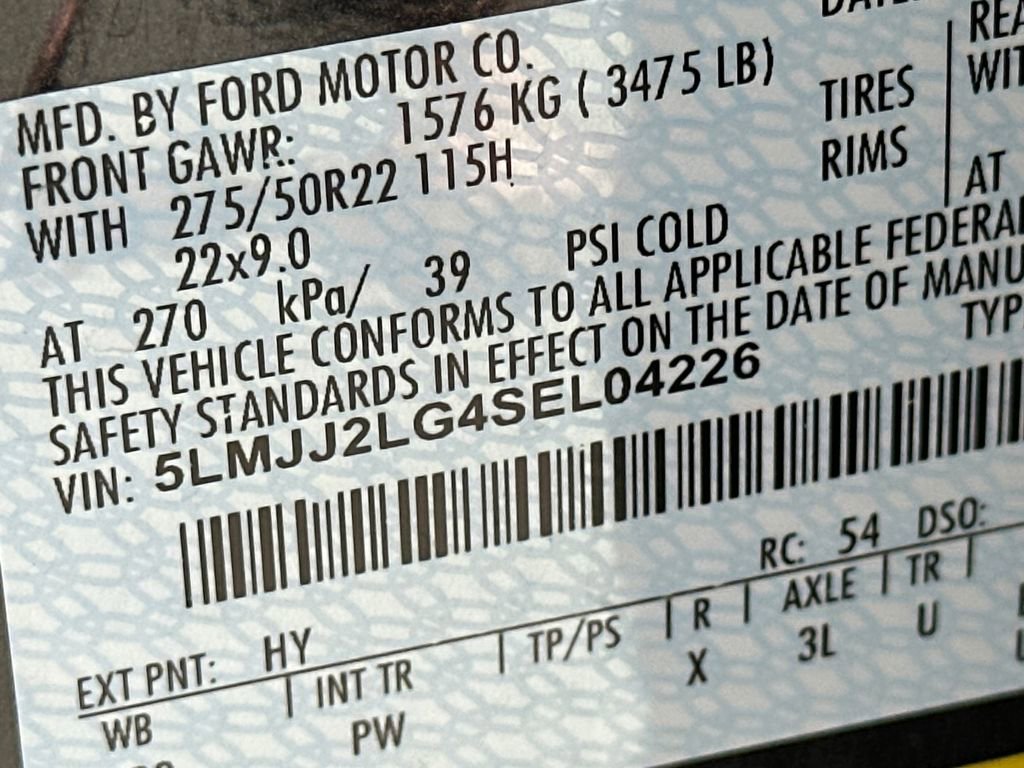 MFD. BY FORD MOTOR CO.
FRONT GAWR: 1576 KG ( 3475 LB)
WITH 275/50R22 115H TIRES
22x9.0 RIMS
AT 270 kPa/ 39 PSI COLD
WIT
AT
THIS VEHICLE CONFORMS TO ALL APPLICABLE FEDERA
SAFETY STANDARDS IN EFFECT ON THE DATE OF MANU
VIN: 5LMJJ2LG4SEL04226
TYP
EXT PNT: HY RC: 54 DSO:
WB | INT TR | TP/PS | R | AXLE | TR |
PW X 3L U